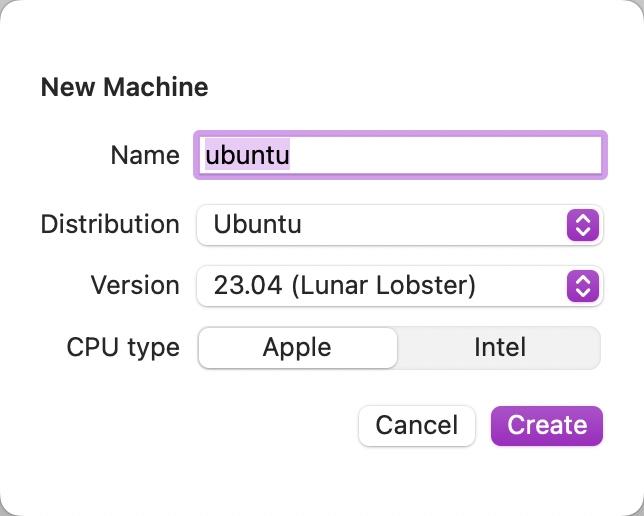 New Machine
Name ubuntu
Distribution Ubuntu
Version 23.04 (Lunar Lobster)
CPU type Apple Intel
Cancel Create